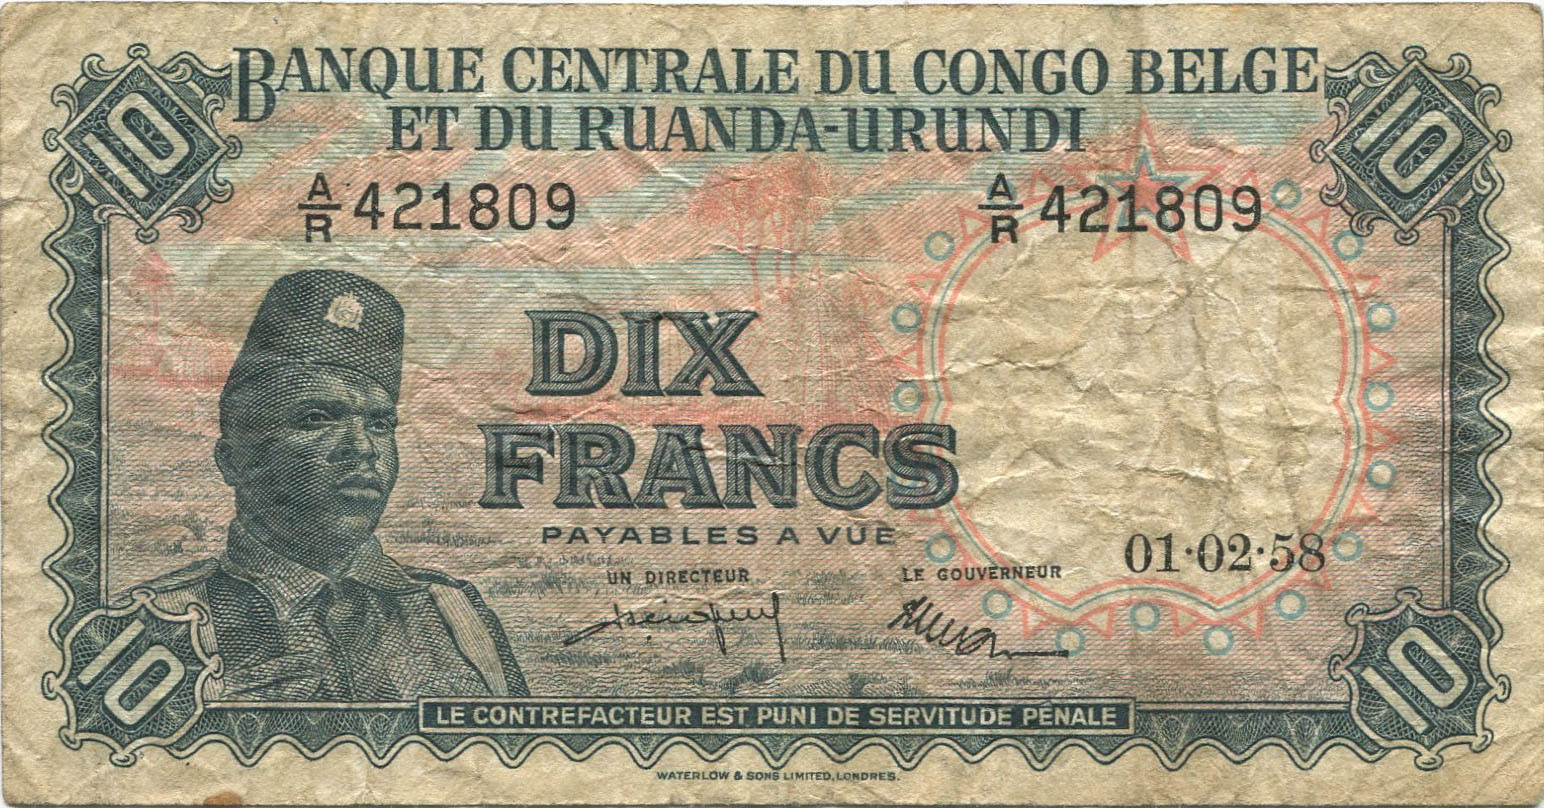 BANQUE CENTRALE DU CONGO BELGE
ET DU RUANDA-URUNDI
10
10
A/R 421809
A/R 421809
DIX
FRANCS
PAYABLES A VUE
UN DIRECTEUR
LE GOUVERNEUR
01·02·58
10
10
LE CONTREFACTEUR EST PUNI DE SERVITUDE PENALE
WATERLOW & SONS LIMITED, LONDRES.